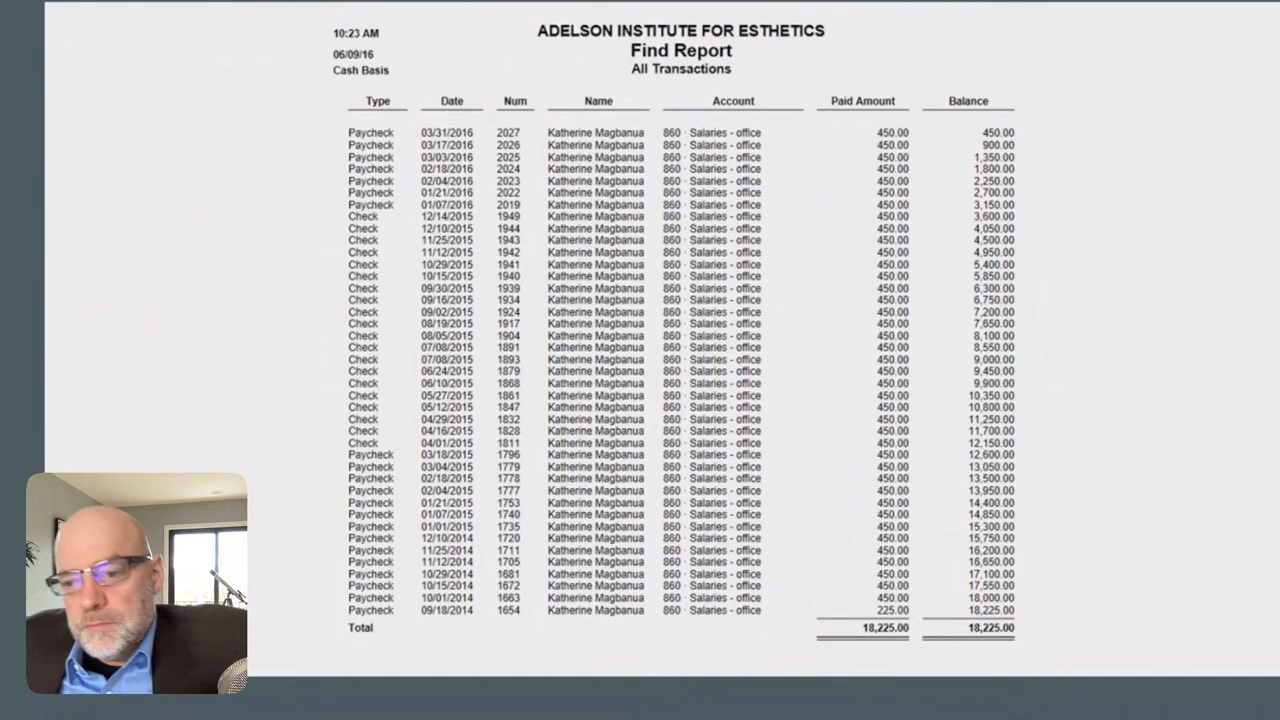 10:23 AM
06/09/16
Cash Basis
ADELSON INSTITUTE FOR ESTHETICS
Find Report
All Transactions
Type Date Num Name Account Paid Amount Balance
Paycheck 03/31/2016 2027 Katherine Magbanua 860 · Salaries - office 450.00 450.00
Paycheck 03/17/2016 2026 Katherine Magbanua 860 · Salaries - office 450.00 900.00
Paycheck 03/03/2016 2025 Katherine Magbanua 860 · Salaries - office 450.00 1,350.00
Paycheck 02/18/2016 2024 Katherine Magbanua 860 · Salaries - office 450.00 1,800.00
Paycheck 02/04/2016 2023 Katherine Magbanua 860 · Salaries - office 450.00 2,250.00
Paycheck 01/21/2016 2022 Katherine Magbanua 860 · Salaries - office 450.00 2,700.00
Paycheck 01/07/2016 2019 Katherine Magbanua 860 · Salaries - office 450.00 3,150.00
Check 12/14/2015 1949 Katherine Magbanua 860 · Salaries - office 450.00 3,600.00
Check 12/10/2015 1944 Katherine Magbanua 860 · Salaries - office 450.00 4,050.00
Check 11/25/2015 1943 Katherine Magbanua 860 · Salaries - office 450.00 4,500.00
Check 11/12/2015 1942 Katherine Magbanua 860 · Salaries - office 450.00 4,950.00
Check 10/29/2015 1941 Katherine Magbanua 860 · Salaries - office 450.00 5,400.00
Check 10/15/2015 1940 Katherine Magbanua 860 · Salaries - office 450.00 5,850.00
Check 09/30/2015 1939 Katherine Magbanua 860 · Salaries - office 450.00 6,300.00
Check 09/16/2015 1934 Katherine Magbanua 860 · Salaries - office 450.00 6,750.00
Check 09/02/2015 1924 Katherine Magbanua 860 · Salaries - office 450.00 7,200.00
Check 08/19/2015 1917 Katherine Magbanua 860 · Salaries - office 450.00 7,650.00
Check 08/05/2015 1904 Katherine Magbanua 860 · Salaries - office 450.00 8,100.00
Check 07/08/2015 1891 Katherine Magbanua 860 · Salaries - office 450.00 8,550.00
Check 07/08/2015 1893 Katherine Magbanua 860 · Salaries - office 450.00 9,000.00
Check 06/24/2015 1879 Katherine Magbanua 860 · Salaries - office 450.00 9,450.00
Check 06/10/2015 1868 Katherine Magbanua 860 · Salaries - office 450.00 9,900.00
Check 05/27/2015 1861 Katherine Magbanua 860 · Salaries - office 450.00 10,350.00
Check 05/12/2015 1847 Katherine Magbanua 860 · Salaries - office 450.00 10,800.00
Check 04/29/2015 1832 Katherine Magbanua 860 · Salaries - office 450.00 11,250.00
Check 04/16/2015 1828 Katherine Magbanua 860 · Salaries - office 450.00 11,700.00
Check 04/01/2015 1811 Katherine Magbanua 860 · Salaries - office 450.00 12,150.00
Paycheck 03/18/2015 1796 Katherine Magbanua 860 · Salaries - office 450.00 12,600.00
Paycheck 03/04/2015 1779 Katherine Magbanua 860 · Salaries - office 450.00 13,050.00
Paycheck 02/18/2015 1778 Katherine Magbanua 860 · Salaries - office 450.00 13,500.00
Paycheck 02/04/2015 1777 Katherine Magbanua 860 · Salaries - office 450.00 13,950.00
Paycheck 01/21/2015 1753 Katherine Magbanua 860 · Salaries - office 450.00 14,400.00
Paycheck 01/07/2015 1740 Katherine Magbanua 860 · Salaries - office 450.00 14,850.00
Paycheck 01/01/2015 1735 Katherine Magbanua 860 · Salaries - office 450.00 15,300.00
Paycheck 12/10/2014 1720 Katherine Magbanua 860 · Salaries - office 450.00 15,750.00
Paycheck 11/25/2014 1711 Katherine Magbanua 860 · Salaries - office 450.00 16,200.00
Paycheck 11/12/2014 1705 Katherine Magbanua 860 · Salaries - office 450.00 16,650.00
Paycheck 10/29/2014 1681 Katherine Magbanua 860 · Salaries - office 450.00 17,100.00
Paycheck 10/15/2014 1672 Katherine Magbanua 860 · Salaries - office 450.00 17,550.00
Paycheck 10/01/2014 1663 Katherine Magbanua 860 · Salaries - office 450.00 18,000.00
Paycheck 09/18/2014 1654 Katherine Magbanua 860 · Salaries - office 225.00 18,225.00
Total 18,225.00 18,225.00